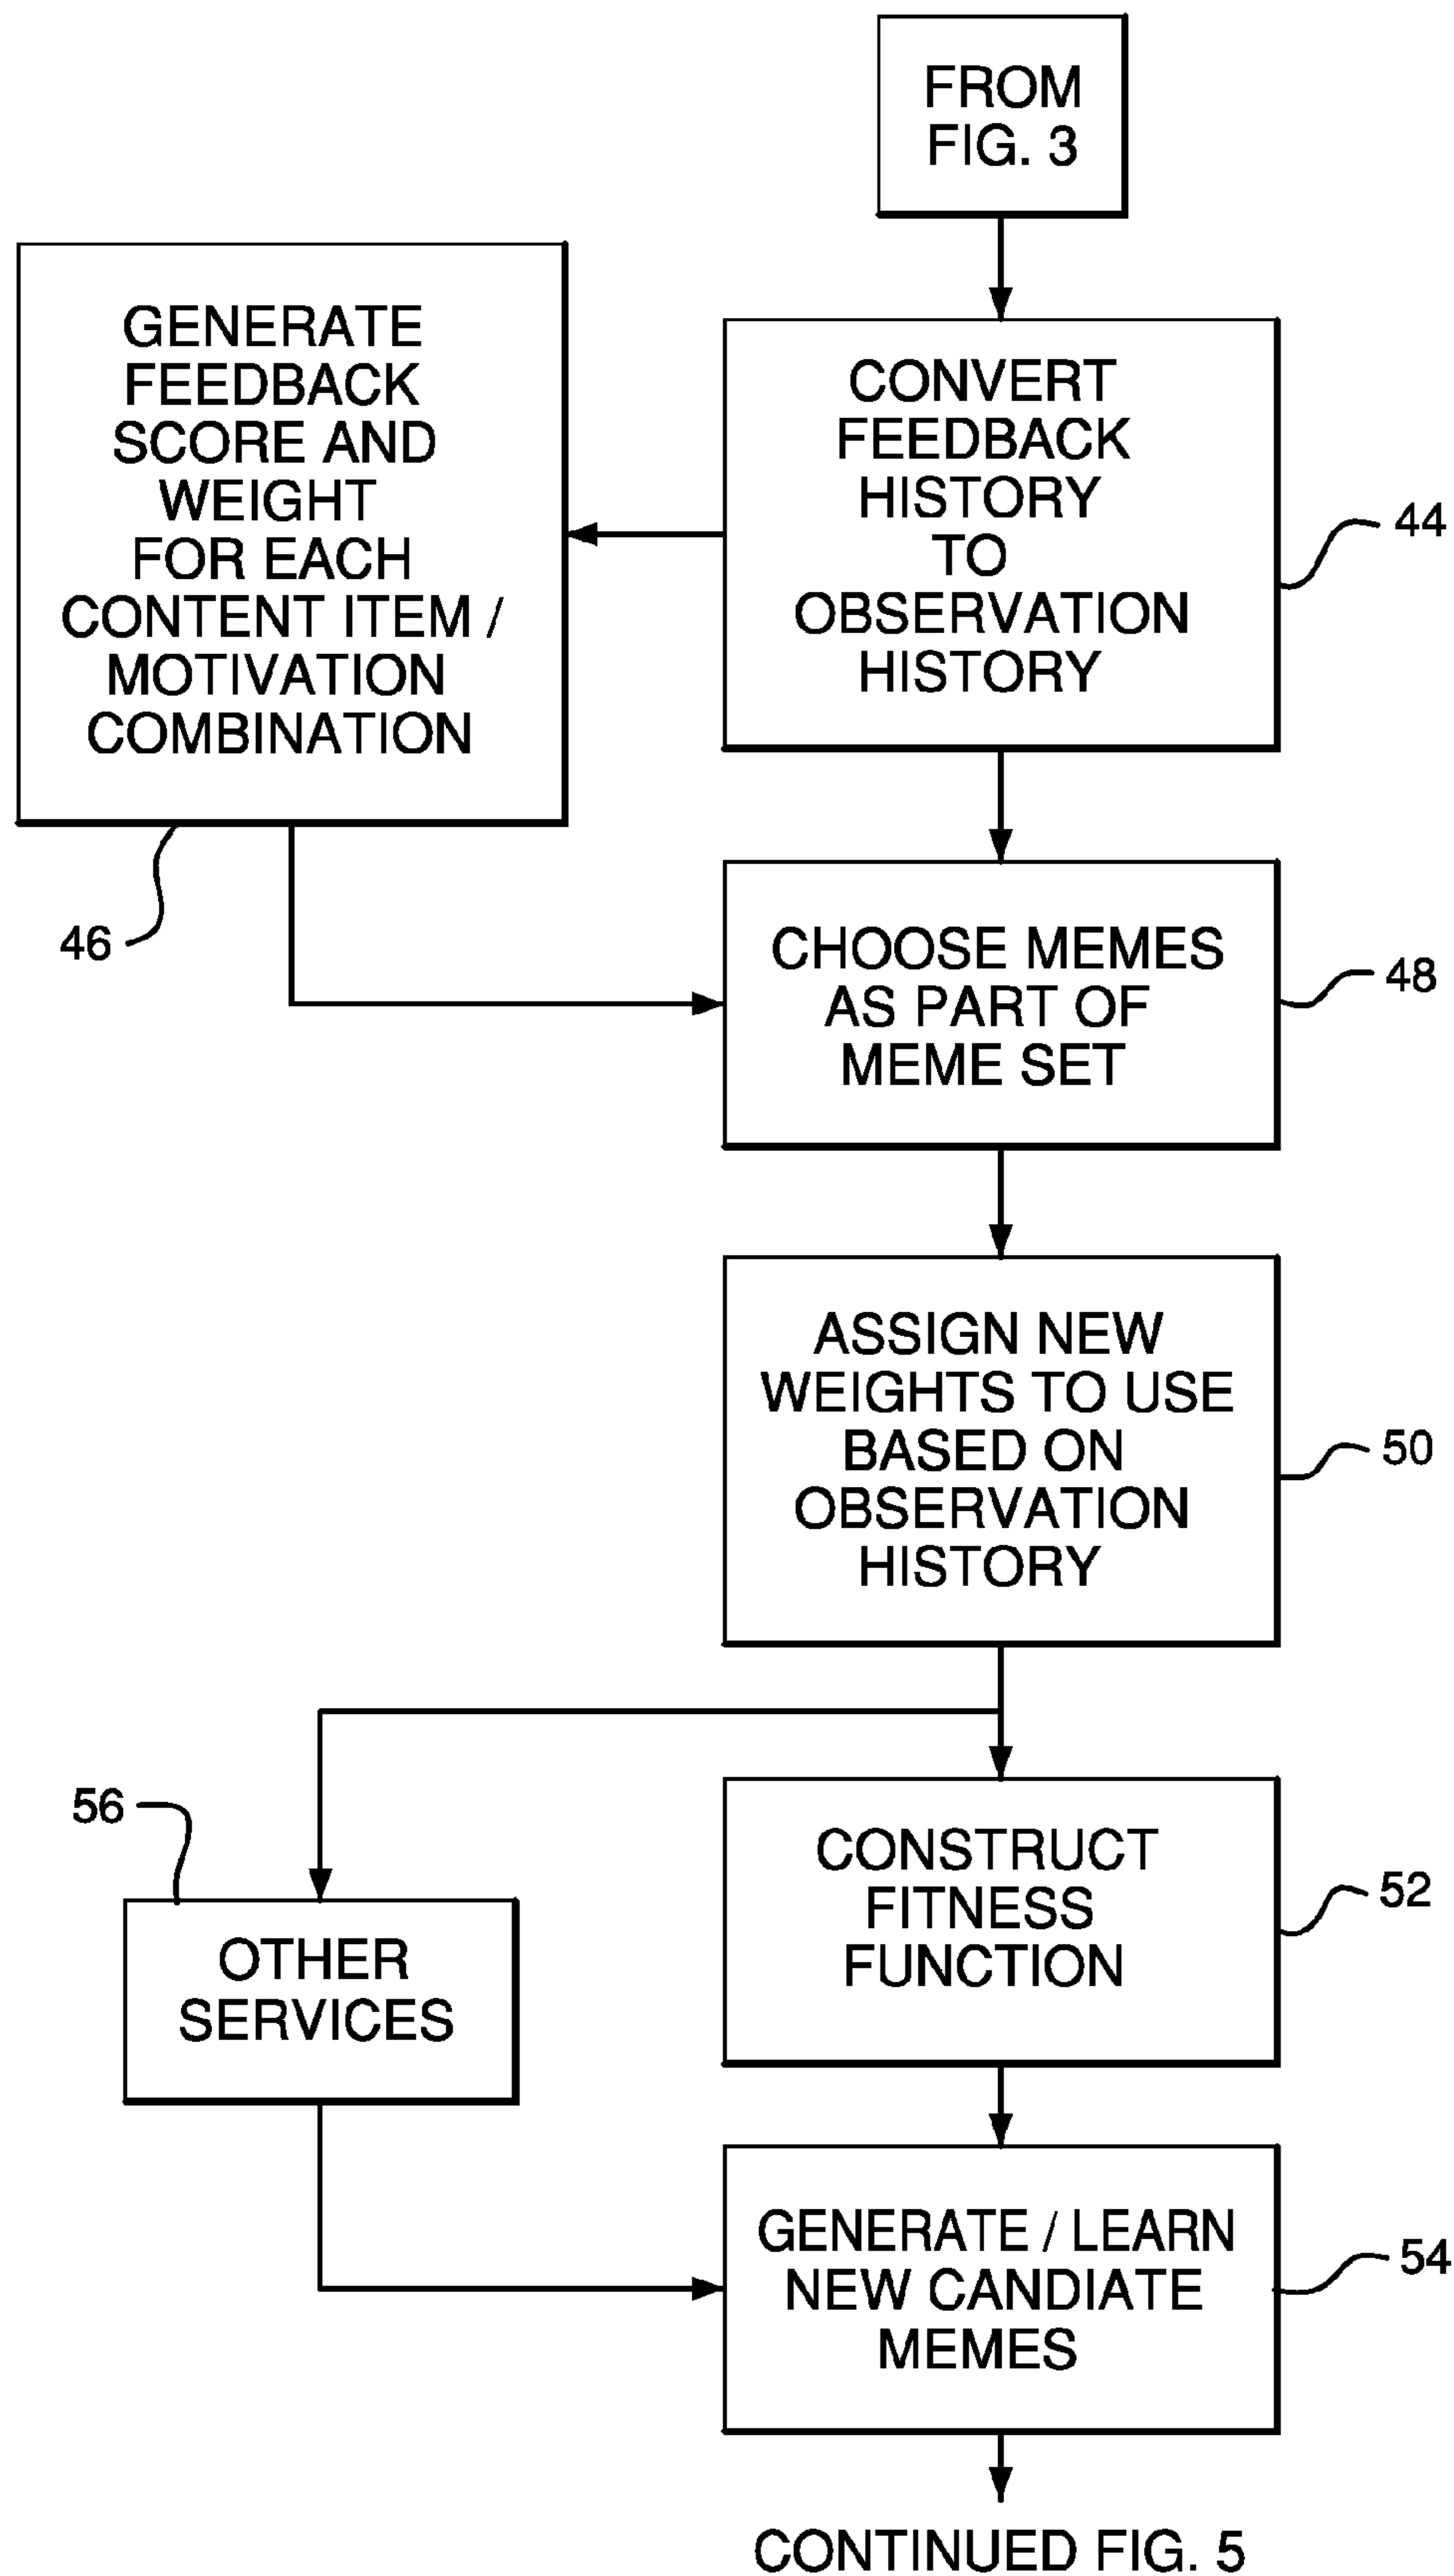 FROM
FIG. 3
GENERATE
FEEDBACK
SCORE AND
WEIGHT
FOR EACH
CONTENT ITEM /
MOTIVATION
COMBINATION
46
CONVERT
FEEDBACK
HISTORY
TO
OBSERVATION
HISTORY
44
CHOOSE MEMES
AS PART OF
MEME SET
48
ASSIGN NEW
WEIGHTS TO USE
BASED ON
OBSERVATION
HISTORY
50
56
OTHER
SERVICES
CONSTRUCT
FITNESS
FUNCTION
52
GENERATE / LEARN
NEW CANDIATE
MEMES
54
CONTINUED FIG. 5